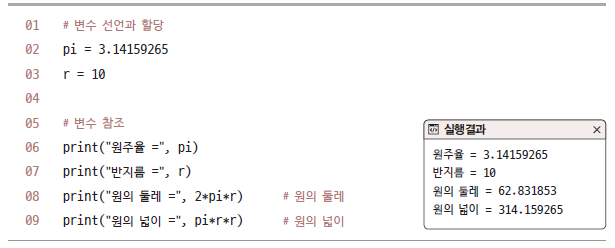 01 # 변수 선언과 할당
02 pi = 3.14159265
03 r = 10
04
05 # 변수 참조
06 print("원주율 =", pi)
07 print("반지름 =", r)
08 print("원의 둘레 =", 2*pi*r) # 원의 둘레
09 print("원의 넓이 =", pi*r*r) # 원의 넓이
실행결과
원주율 = 3.14159265
반지름 = 10
원의 둘레 = 62.831853
원의 넓이 = 314.159265